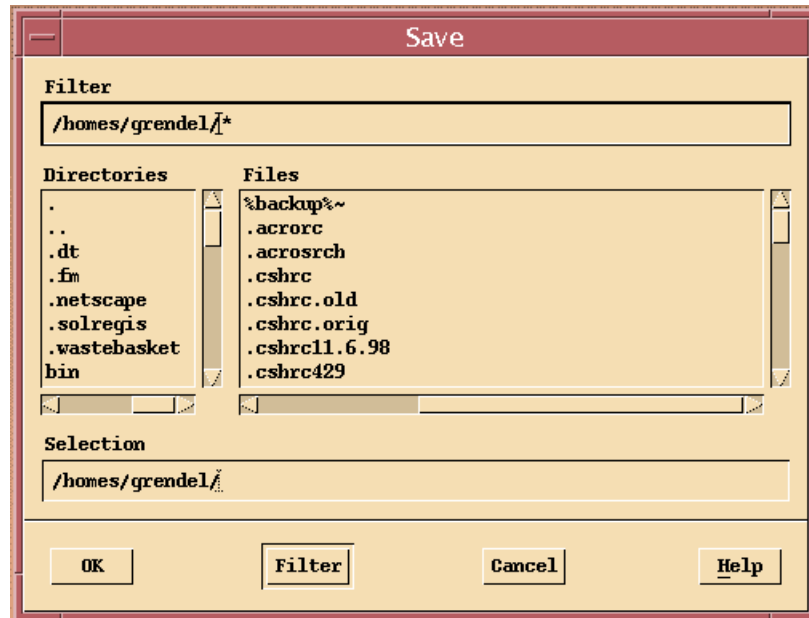 Save
Filter
/homes/grendel/*
Directories
.
..
.dt
.fm
.netscape
.solregis
.wastebasket
bin
Files
%backup%~
.acrorc
.acrosrch
.cshrc
.cshrc.old
.cshrc.orig
.cshrc11.6.98
.cshrc429
Selection
/homes/grendel/
OK
Filter
Cancel
Help